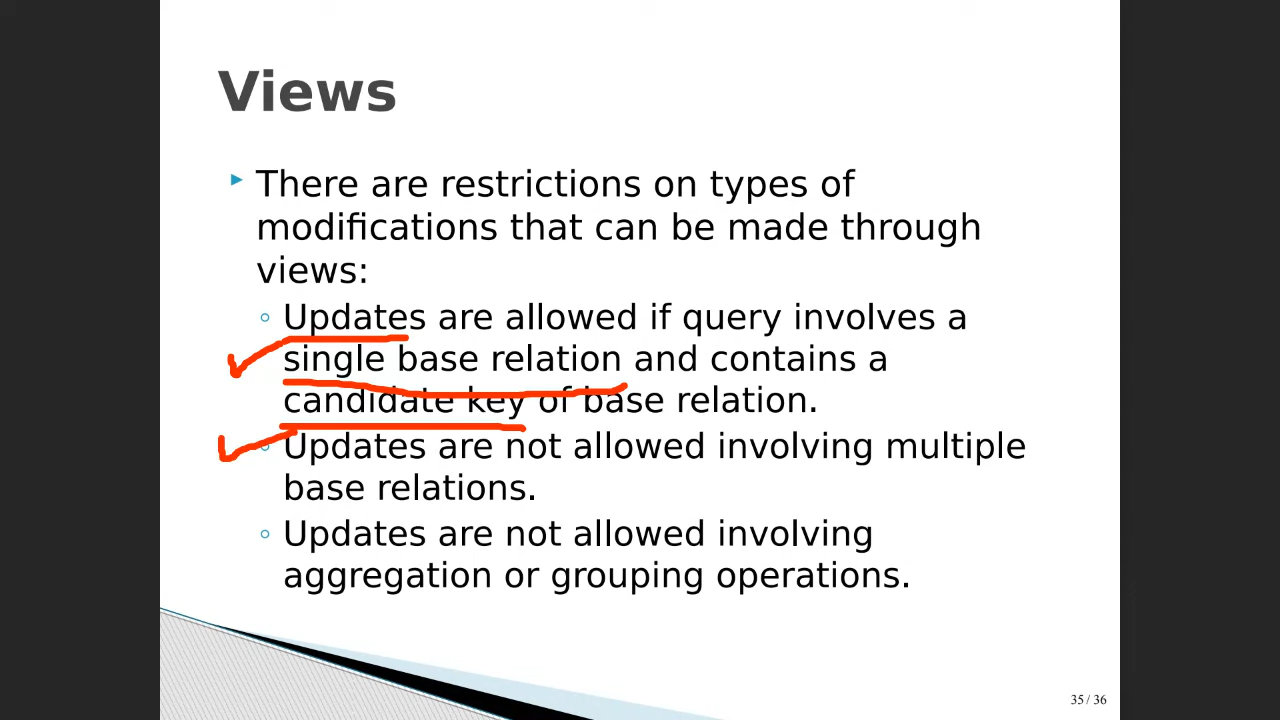 Views
There are restrictions on types of
modifications that can be made through
views:
Updates are allowed if query involves a
single base relation and contains a
candidate key of base relation.
Updates are not allowed involving multiple
base relations.
Updates are not allowed involving
aggregation or grouping operations.
35 / 36